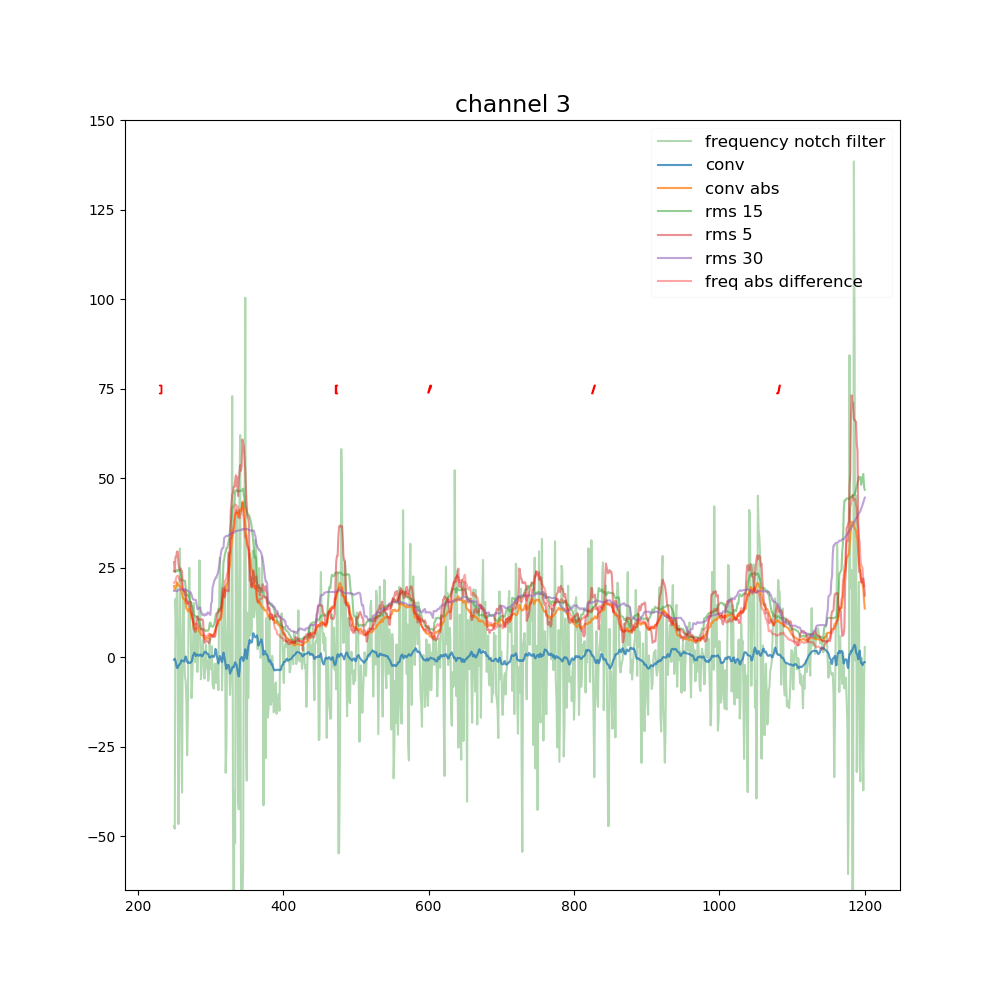 channel 3
150
125
100
75
50
25
0
−25
−50
200 400 600 800 1000 1200
frequency notch filter
conv
conv abs
rms 15
rms 5
rms 30
freq abs difference